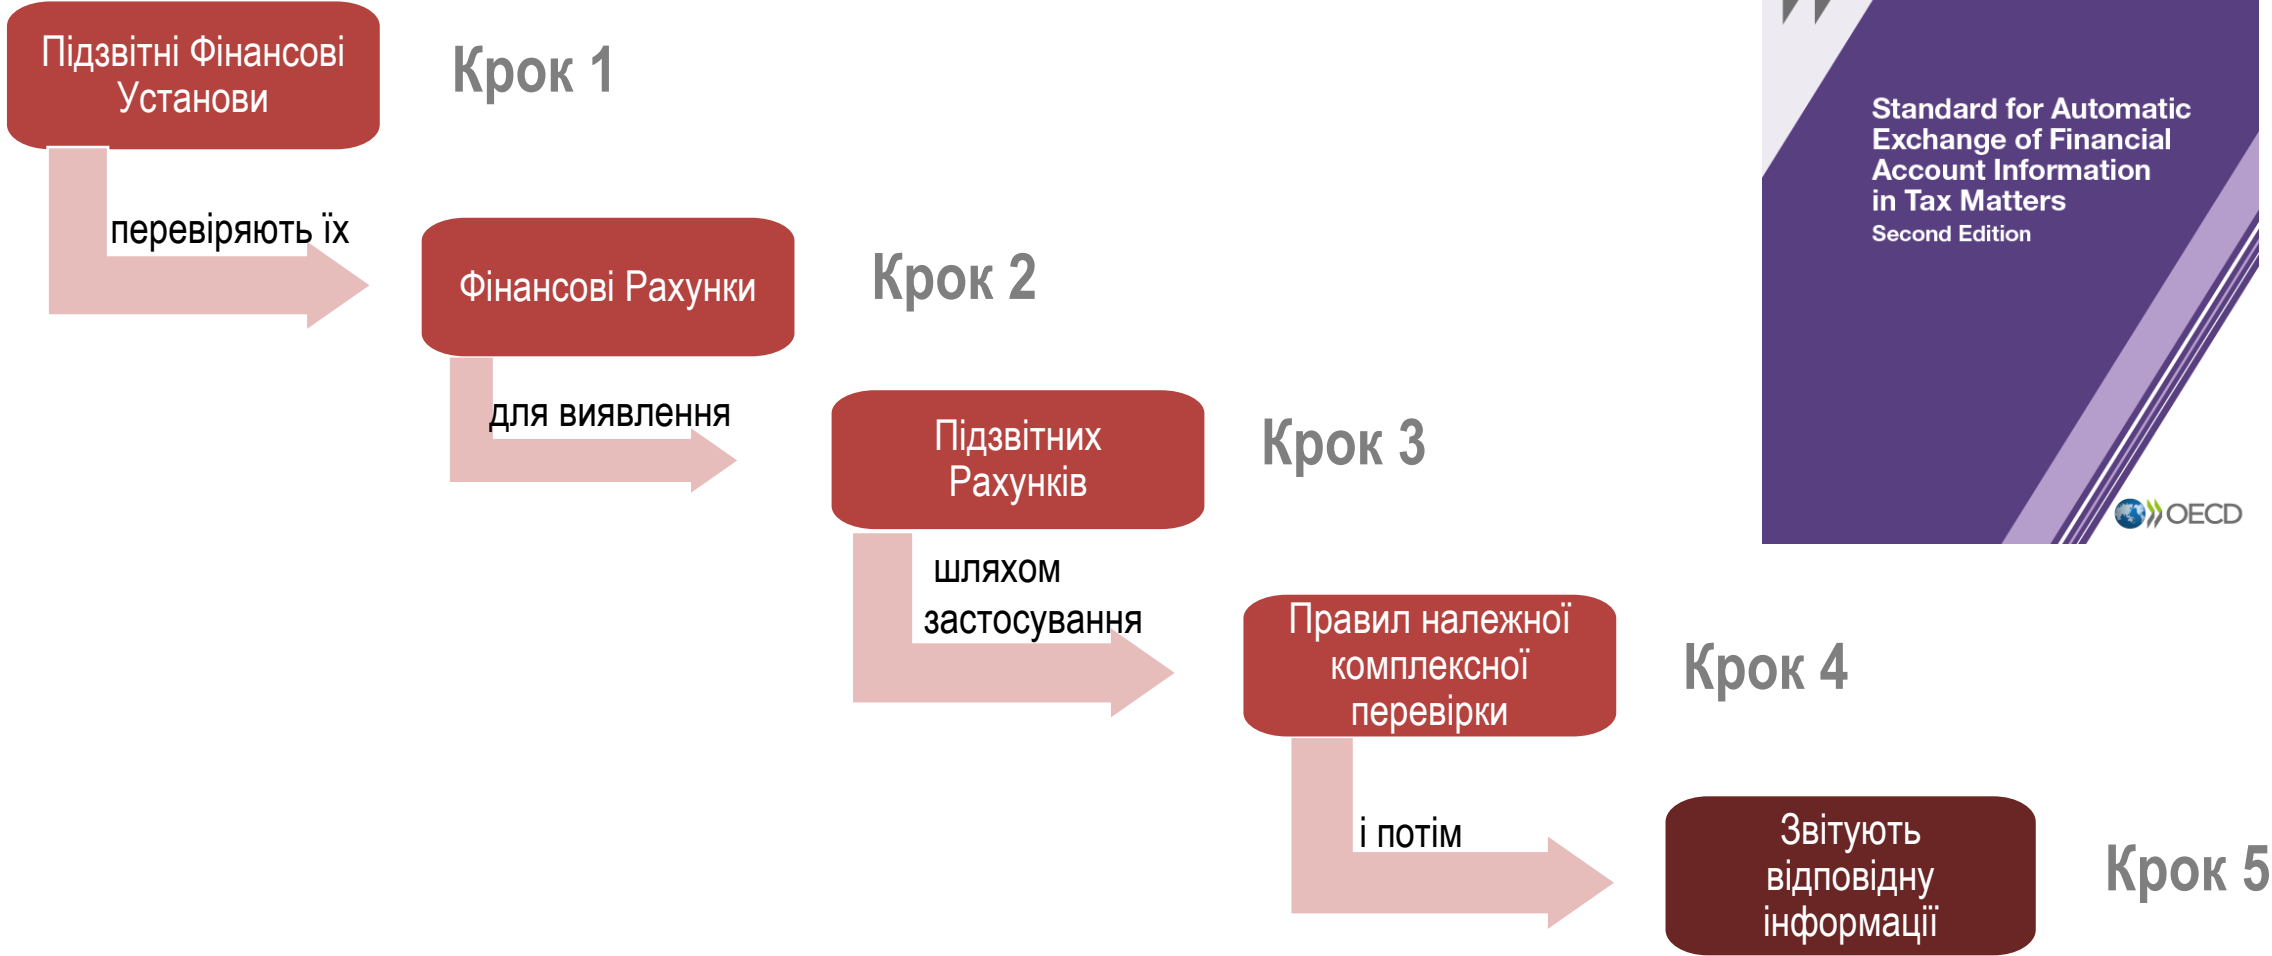 Підзвітні Фінансові
Установи
Крок 1
перевіряють їх
Фінансові Рахунки
Крок 2
для виявлення
Підзвітних
Рахунків
Крок 3
шляхом
застосування
Правил належної
комплексної
перевірки
Крок 4
і потім
Звітують
відповідну
інформації
Крок 5
Standard for Automatic
Exchange of Financial
Account Information
in Tax Matters
Second Edition
OECD